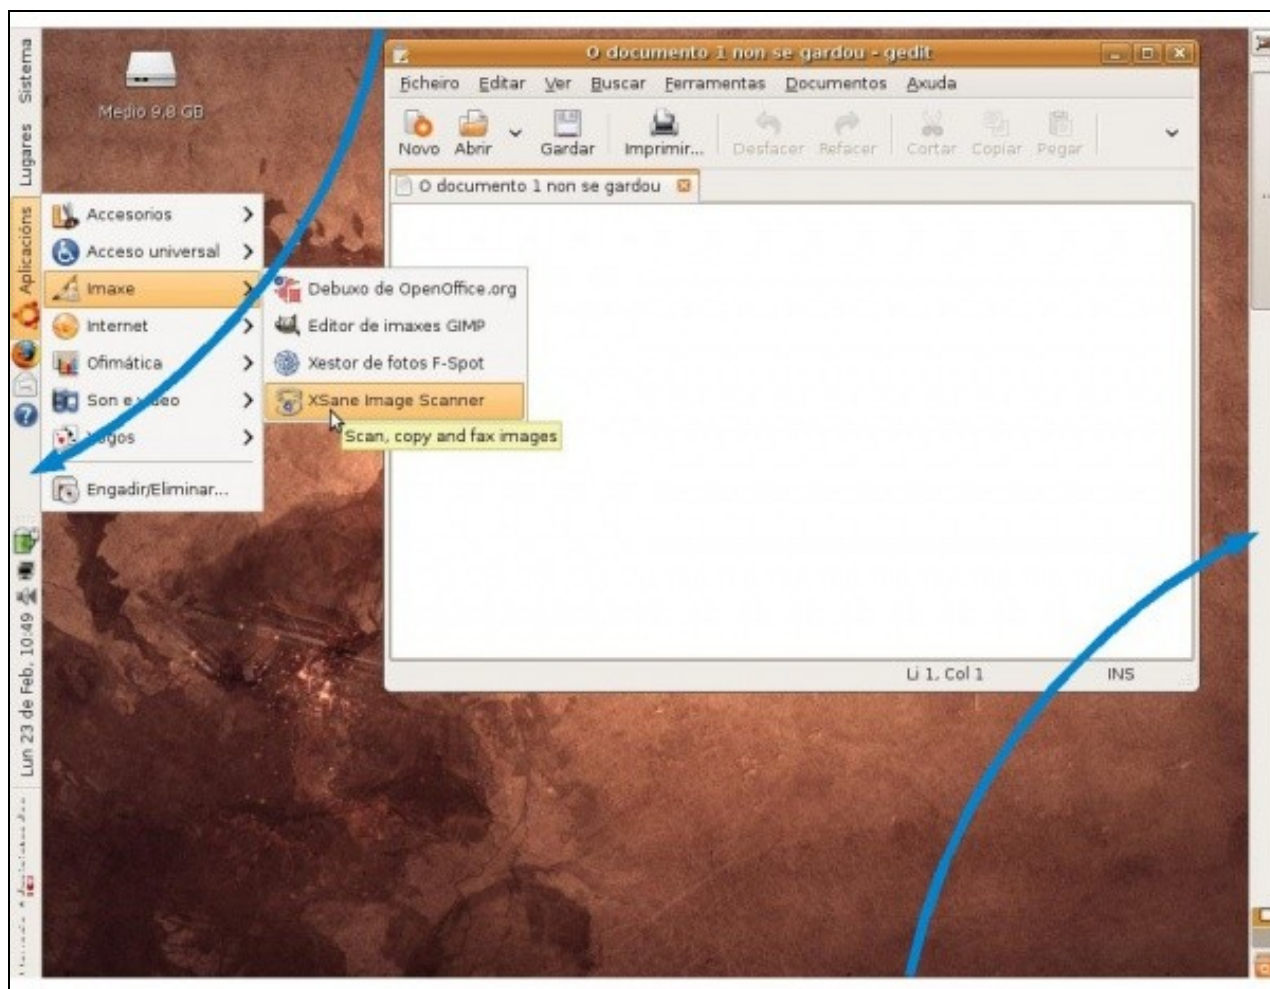 Sistema
Lugares
Aplicacións
Lun 23 de Feb, 10:49
Medio 9,8 GB
O documento 1 non se gardou - gedit
Ficheiro Editar Ver Buscar Ferramentas Documentos Axuda
Novo Abrir Gardar Imprimir... Desfacer Refacer Cortar Copiar Pegar
O documento 1 non se gardou
Accesorios
Acceso universal
Imaxe
Internet
Ofimática
Son e vídeo
Xogos
Engadir/Eliminar...
Debuxo de OpenOffice.org
Editor de imaxes GIMP
Xestor de fotos F-Spot
XSane Image Scanner
Scan, copy and fax images
Li 1, Col 1 INS